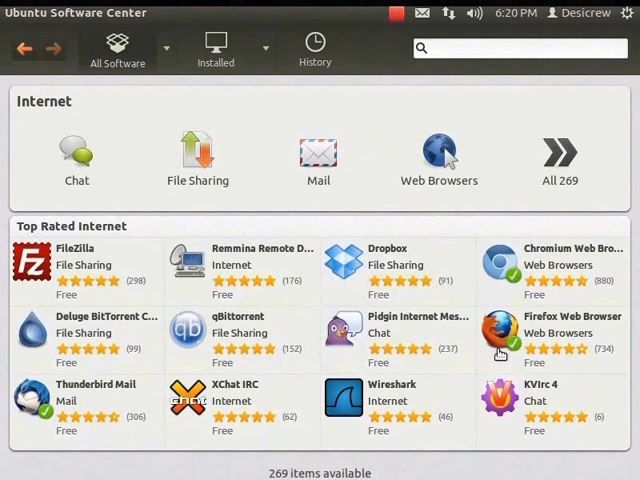 Ubuntu Software Center
6:20 PM
Desicrew
All Software
Installed
History
Internet
Chat
File Sharing
Mail
Web Browsers
All 269
Top Rated Internet
FileZilla
File Sharing
(298)
Free
Remmina Remote D...
Internet
(176)
Free
Dropbox
File Sharing
(91)
Free
Chromium Web Bro...
Web Browsers
(880)
Free
Deluge BitTorrent C...
File Sharing
(99)
Free
qb
qBittorrent
File Sharing
(152)
Free
Pidgin Internet Mes...
Chat
(237)
Free
Firefox Web Browser
Web Browsers
(734)
Free
Thunderbird Mail
Mail
(306)
Free
chat
XChat IRC
Internet
(62)
Free
Wireshark
Internet
(46)
Free
KVIrc 4
Chat
(6)
Free
Fz
269 items available